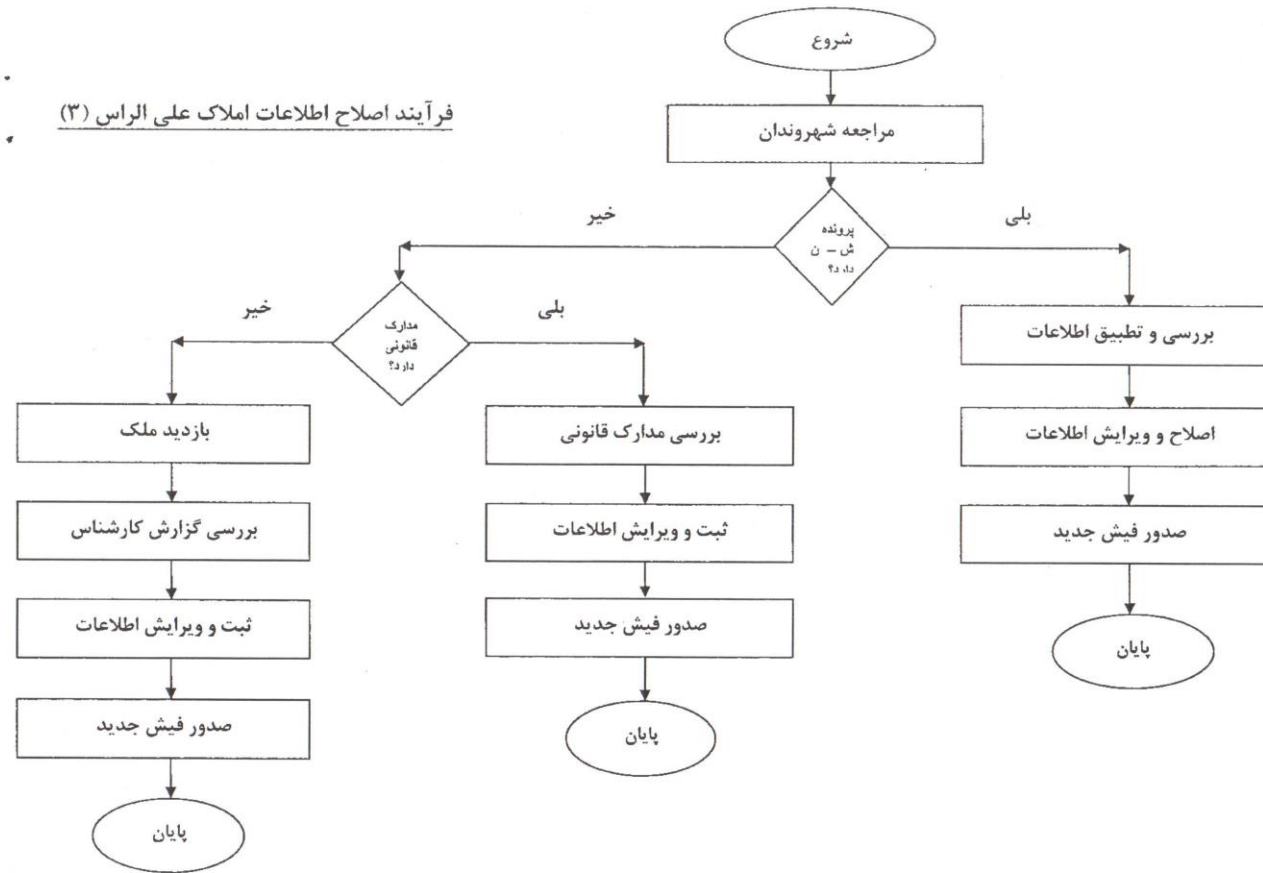 شروع
فرآیند اصلاح اطلاعات املاک علی الراس (۳)
مراجعه شهروندان
پرونده
ش – ن
دارد؟
بلی
خیر
بررسی و تطبیق اطلاعات
اصلاح و ویرایش اطلاعات
صدور فیش جدید
پایان
مدارک
قانونی
دارد؟
بلی
خیر
بررسی مدارک قانونی
ثبت و ویرایش اطلاعات
صدور فیش جدید
پایان
بازدید ملک
بررسی گزارش کارشناس
ثبت و ویرایش اطلاعات
صدور فیش جدید
پایان